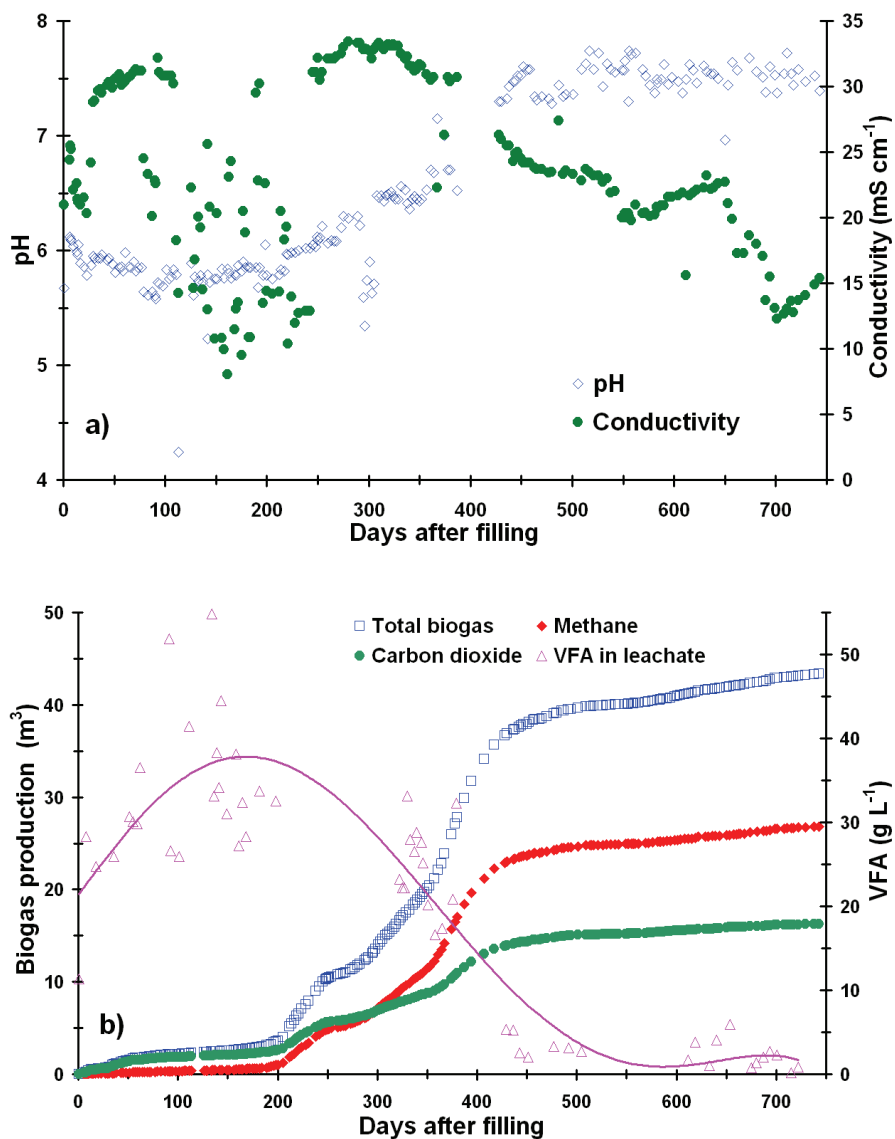 8
7
6
5
4
pH
35
30
25
20
15
10
5
0
Conductivity (mS cm⁻¹)
pH
Conductivity
a)
0 100 200 300 400 500 600 700
Days after filling
50
40
30
20
10
0
Biogas production (m³)
Total biogas
Methane
Carbon dioxide
VFA in leachate
50
40
30
20
10
0
VFA (g L⁻¹)
b)
0 100 200 300 400 500 600 700
Days after filling